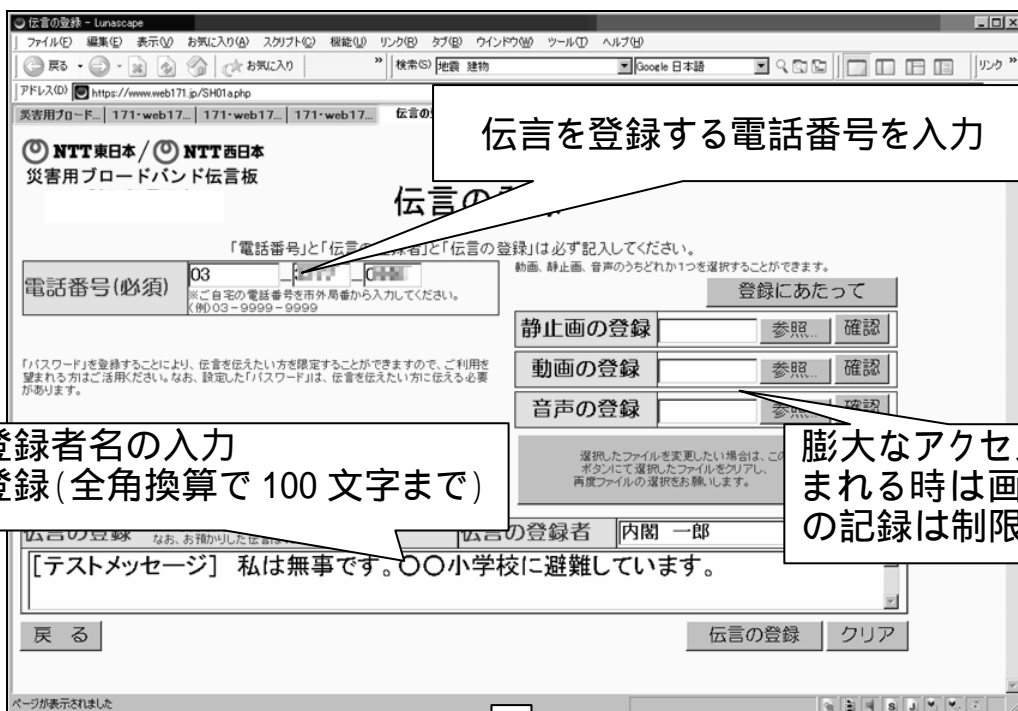 伝言の登録 - Lunascape
ファイル(F) 編集(E) 表示(V) お気に入り(A) スクリプト(C) 機能(U) リンク(B) タブ(B) ウインドウ(W) ツール(T) ヘルプ(H)
戻る お気に入り » 検索(S) 地震 建物 Google 日本語 リンク »
アドレス(D) https://www.web171.jp/SH01a.php
災害用ブロード... 171-web17... 171-web17... 171-web17... 伝言の
伝言を登録する電話番号を入力
NTT東日本/NTT西日本
災害用ブロードバンド伝言板
伝言の
「電話番号」と「伝言の 登録者」と「伝言の登録」は必ず記入してください。
電話番号(必須) 03
※ご自宅の電話番号を市外局番から入力してください。
(例)03-9999-9999
動画、静止画、音声のうちどれか1つを選択することができます。
登録にあたって
静止画の登録 参照... 確認
動画の登録 参照... 確認
音声の登録 参照... 確認
「パスワード」を登録することにより、伝言を伝えたい方を限定することができますので、ご利用を
望まれる方はご活用ください。なお、設定した「パスワード」は、伝言を伝えたい方に伝える必要
があります。
登録者名の入力
登録(全角換算で 100 文字まで)
選択したファイルを変更したい場合は、この
ボタンにて選択したファイルをクリアし、
再度ファイルの選択をお願いします。
膨大なアクセ
まれる時は画
の記録は制限
伝言の登録 なお、お預かりした伝言は
伝言の登録者 内閣 一郎
[テストメッセージ] 私は無事です。〇〇小学校に避難しています。
戻 る 伝言の登録 クリア
ページが表示されました